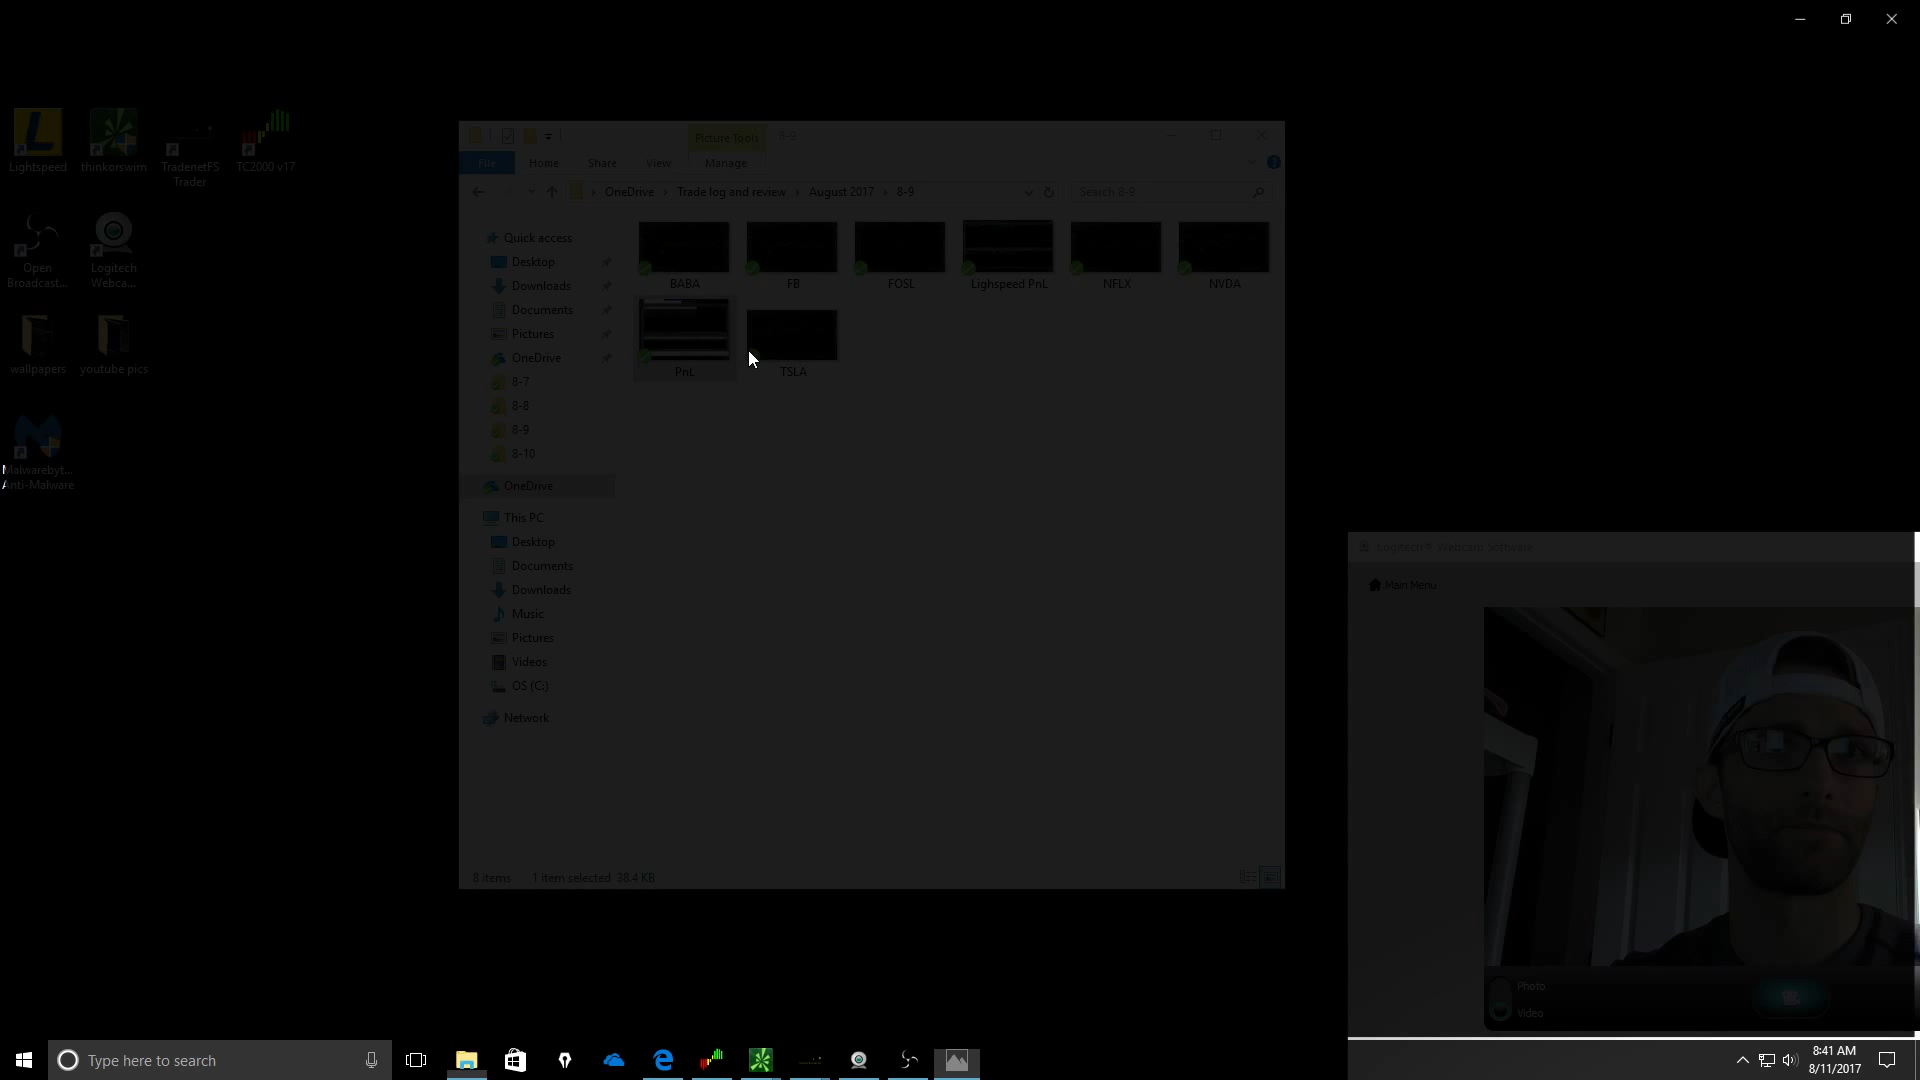 Lightspeed
thinkorswim
TradenetFS
Trader
TC2000 v17
Open
Broadcast...
Logitech
Webca...
wallpapers
youtube pics
Malwarebyt...
Anti-Malware
Picture Tools
8-9
File
Home
Share
View
Manage
OneDrive
Trade log and review
August 2017
8-9
Search 8-9
Quick access
Desktop
Downloads
Documents
Pictures
OneDrive
8-7
8-8
8-9
8-10
OneDrive
This PC
Desktop
Documents
Downloads
Music
Pictures
Videos
OS (C:)
Network
BABA
FB
FOSL
Lighspeed PnL
NFLX
NVDA
PnL
TSLA
8 items
1 item selected 38.4 KB
Logitech® Webcam Software
Main Menu
Photo
Video
Type here to search
8:41 AM
8/11/2017